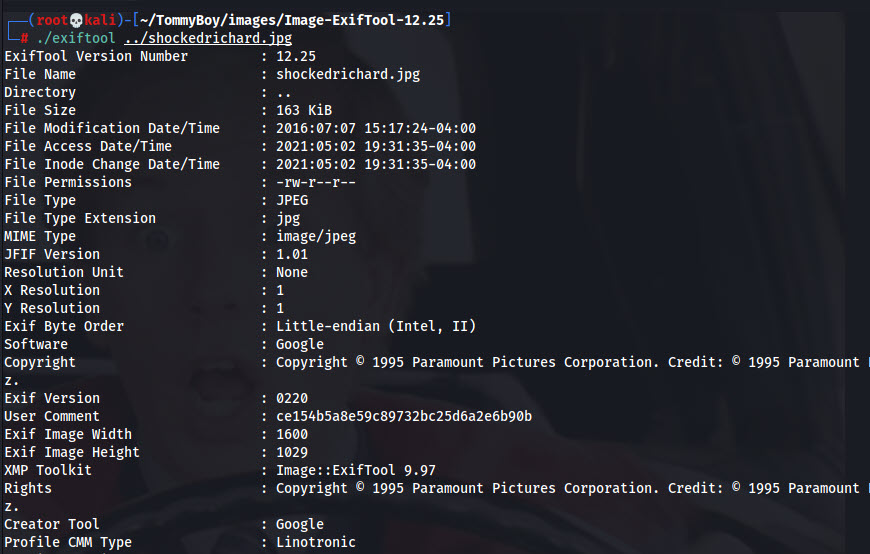 ┌──(root💀kali)-[~/TommyBoy/images/Image-ExifTool-12.25]
└─# ./exiftool ../shockedrichard.jpg
ExifTool Version Number         : 12.25
File Name                       : shockedrichard.jpg
Directory                       : ..
File Size                       : 163 KiB
File Modification Date/Time     : 2016:07:07 15:17:24-04:00
File Access Date/Time           : 2021:05:02 19:31:35-04:00
File Inode Change Date/Time     : 2021:05:02 19:31:35-04:00
File Permissions                : -rw-r--r--
File Type                       : JPEG
File Type Extension             : jpg
MIME Type                       : image/jpeg
JFIF Version                    : 1.01
Resolution Unit                 : None
X Resolution                    : 1
Y Resolution                    : 1
Exif Byte Order                 : Little-endian (Intel, II)
Software                        : Google
Copyright                       : Copyright © 1995 Paramount Pictures Corporation. Credit: © 1995 Paramount
z.
Exif Version                    : 0220
User Comment                    : ce154b5a8e59c89732bc25d6a2e6b90b
Exif Image Width                : 1600
Exif Image Height               : 1029
XMP Toolkit                     : Image::ExifTool 9.97
Rights                          : Copyright © 1995 Paramount Pictures Corporation. Credit: © 1995 Paramount
z.
Creator Tool                    : Google
Profile CMM Type                : Linotronic